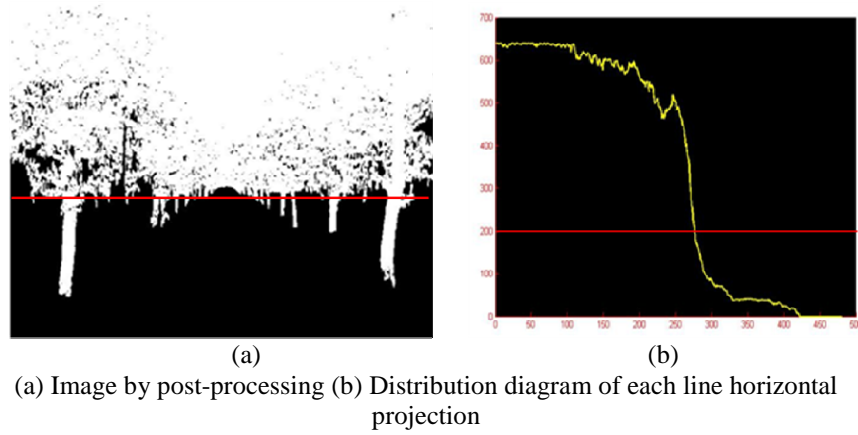 700
600
500
400
300
200
100
0
0 50 100 150 200 250 300 350 400 450 500
(a) (b)
(a) Image by post-processing (b) Distribution diagram of each line horizontal
projection